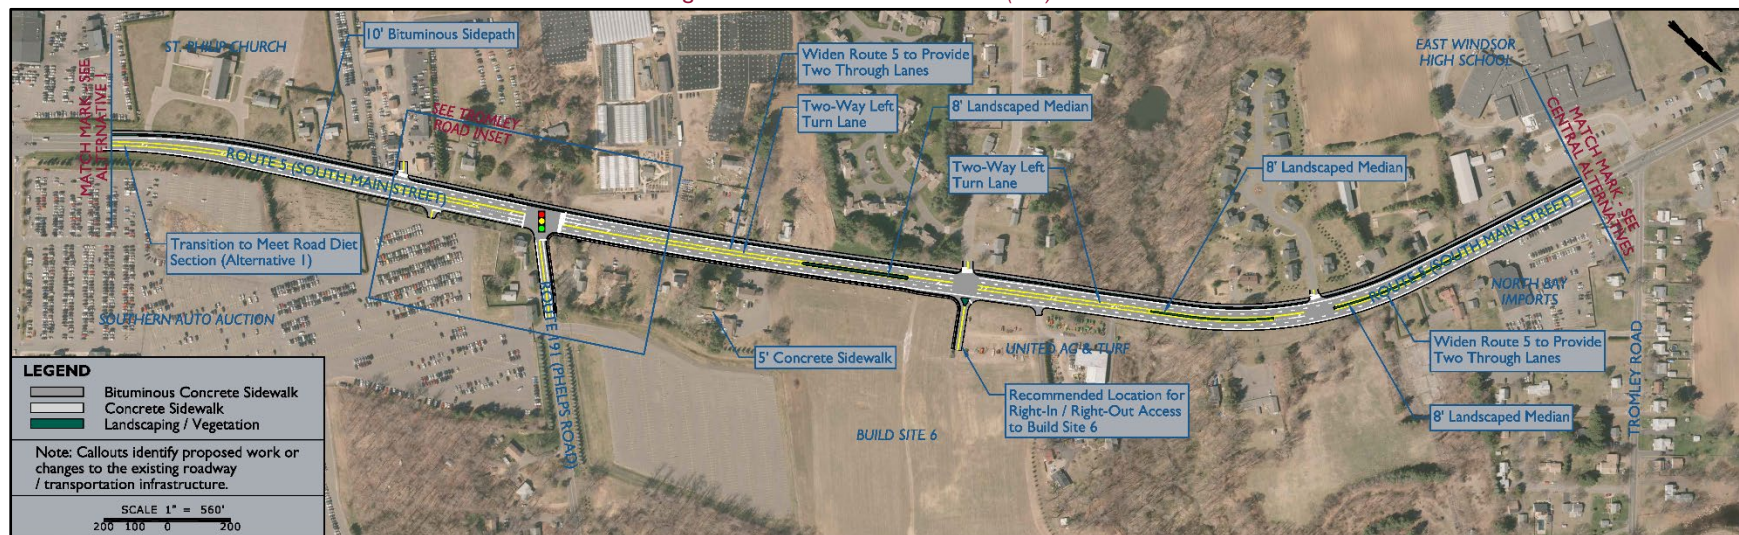 ST. PHILIP CHURCH
10' Bituminous Sidepath
MATCH MARK - SEE
ALTERNATIVE 1
SEE TROMLEY
ROAD INSET
Widen Route 5 to Provide
Two Through Lanes
Two-Way Left
Turn Lane
8' Landscaped Median
Two-Way Left
Turn Lane
8' Landscaped Median
EAST WINDSOR
HIGH SCHOOL
MATCH MARK - SEE
CENTRAL ALTERNATIVES
ROUTE 5 (SOUTH MAIN STREET)
ROUTE 5 (SOUTH MAIN STREET)
Transition to Meet Road Diet
Section (Alternative 1)
SOUTHERN AUTO AUCTION
ROUTE A91 (PHELPS ROAD)
5' Concrete Sidewalk
BUILD SITE 6
UNITED AG & TURF
Recommended Location for
Right-In / Right-Out Access
to Build Site 6
NORTH BAY
IMPORTS
Widen Route 5 to Provide
Two Through Lanes
8' Landscaped Median
TROMLEY ROAD
LEGEND
Bituminous Concrete Sidewalk
Concrete Sidewalk
Landscaping / Vegetation
Note: Callouts identify proposed work or
changes to the existing roadway
/ transportation infrastructure.
SCALE 1" = 560'
200 100 0 200